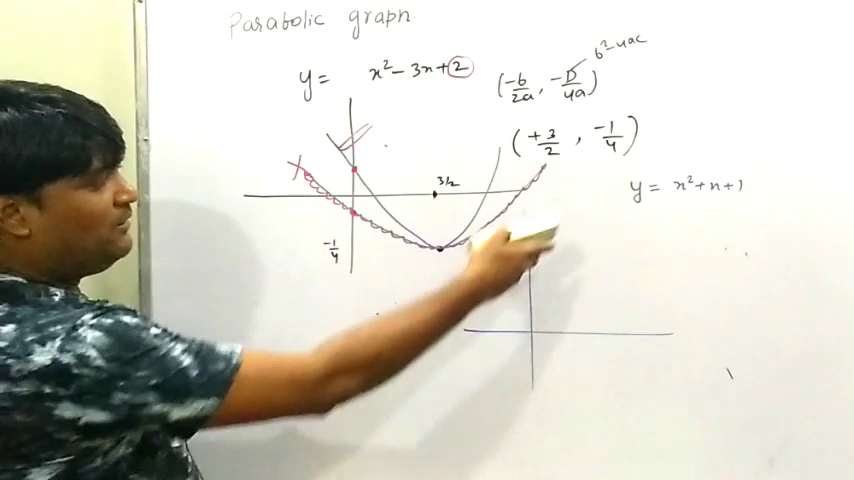 Parabolic graph.
y = x² - 3x + 2
(-b/2a, -D/4a)
b² - 4ac
(+3/2, -1/4)
3/2
y = x² + x + 1
-1/4